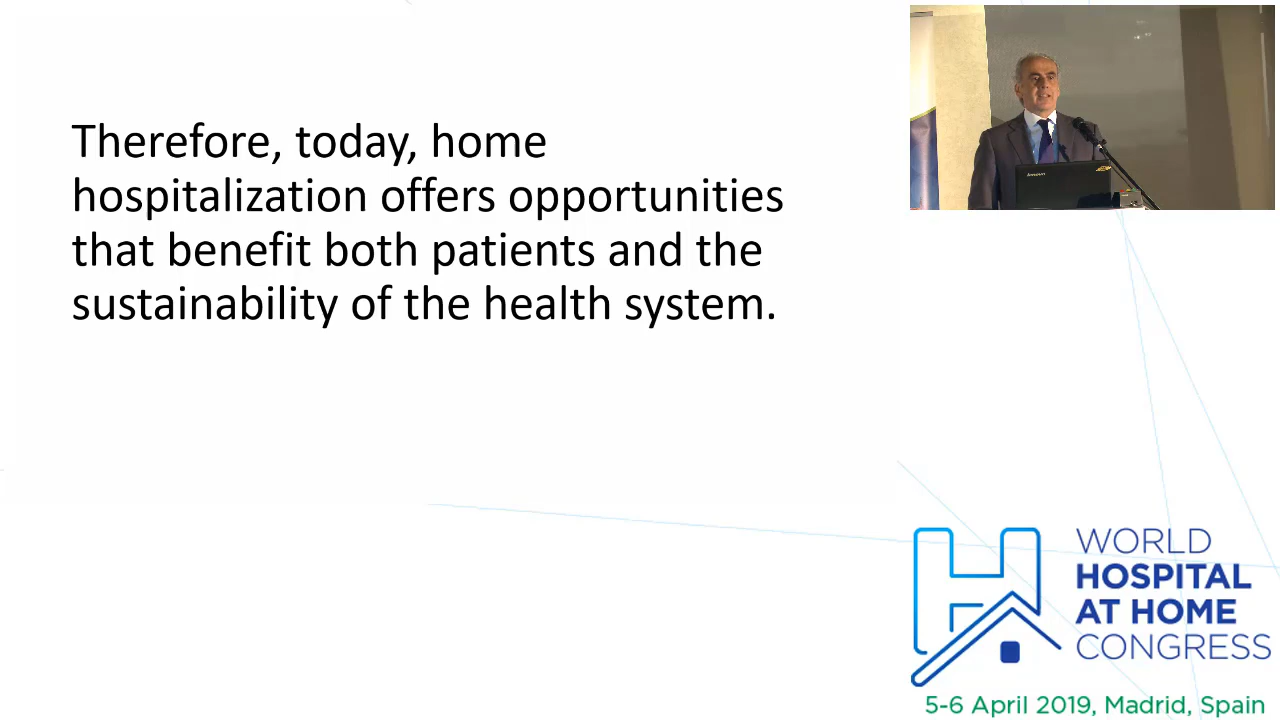 Therefore, today, home
hospitalization offers opportunities
that benefit both patients and the
sustainability of the health system.
lenovo
WORLD
HOSPITAL
AT HOME
CONGRESS
5-6 April 2019, Madrid, Spain